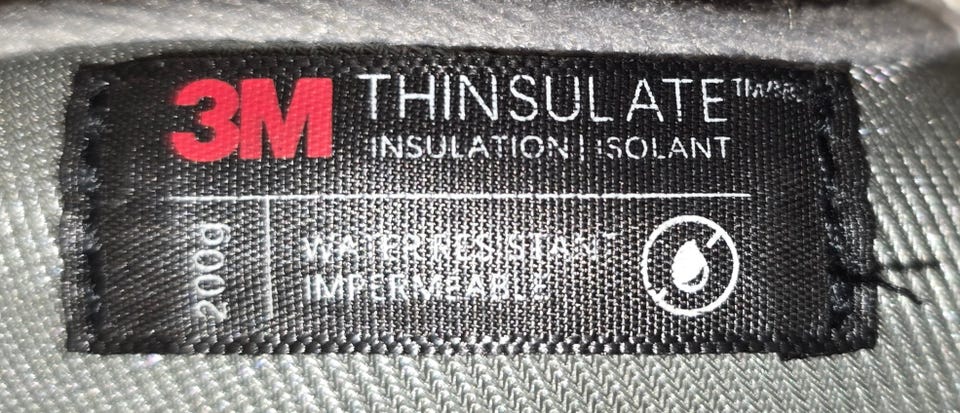 3M THINSULATE™
INSULATION | ISOLANT
200g
WATER RESISTANT
IMPERMEABLE